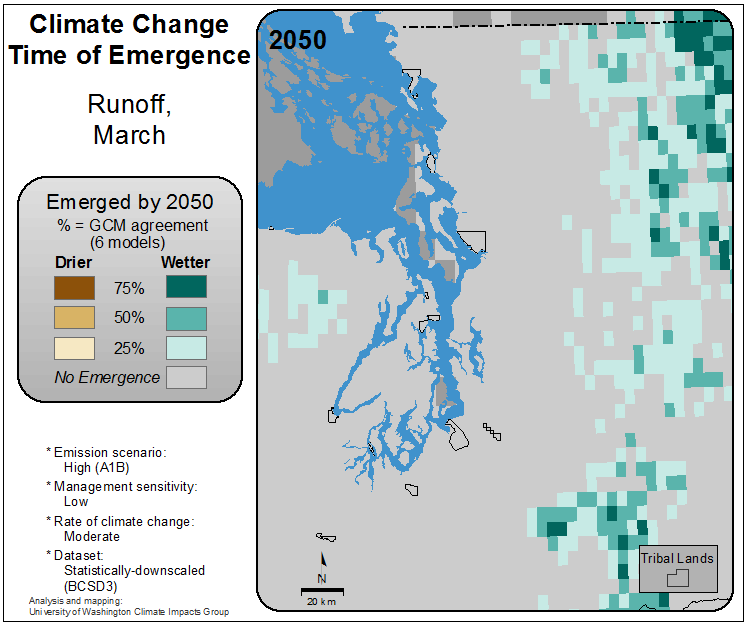 Climate Change
Time of Emergence
Runoff,
March
Emerged by 2050
% = GCM agreement
(6 models)
Drier Wetter
75%
50%
25%
No Emergence
* Emission scenario:
High (A1B)
* Management sensitivity:
Low
* Rate of climate change:
Moderate
* Dataset:
Statistically-downscaled
(BCSD3)
Analysis and mapping:
University of Washington Climate Impacts Group
2050
N
20 km
Tribal Lands